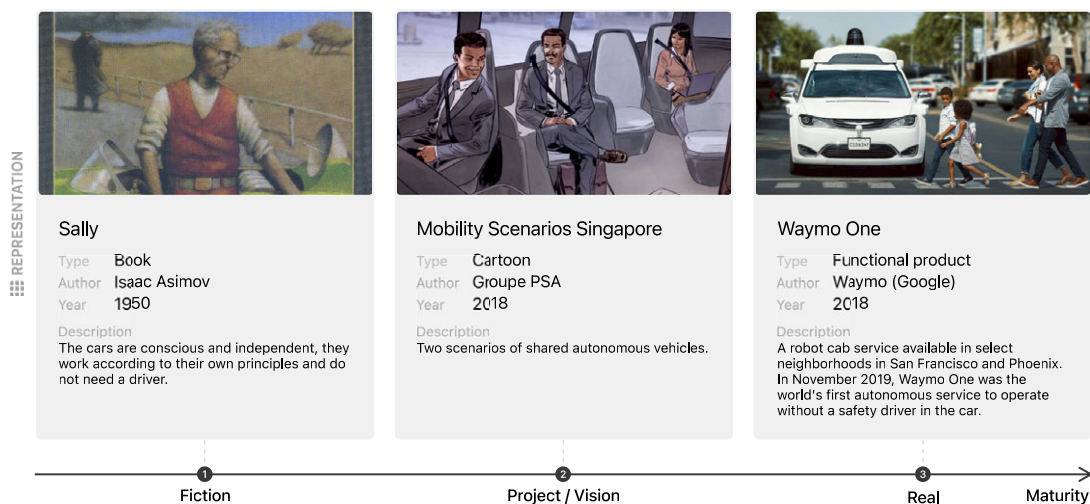 REPRESENTATION
Sally
Type Book
Author Isaac Asimov
Year 1950
Description
The cars are conscious and independent, they
work according to their own principles and do
not need a driver.
Mobility Scenarios Singapore
Type Cartoon
Author Groupe PSA
Year 2018
Description
Two scenarios of shared autonomous vehicles.
Waymo One
Type Functional product
Author Waymo (Google)
Year 2018
Description
A robot cab service available in select
neighborhoods in San Francisco and Phoenix.
In November 2019, Waymo One was the
world's first autonomous service to operate
without a safety driver in the car.
1
2
3
Fiction
Project / Vision
Real
Maturity